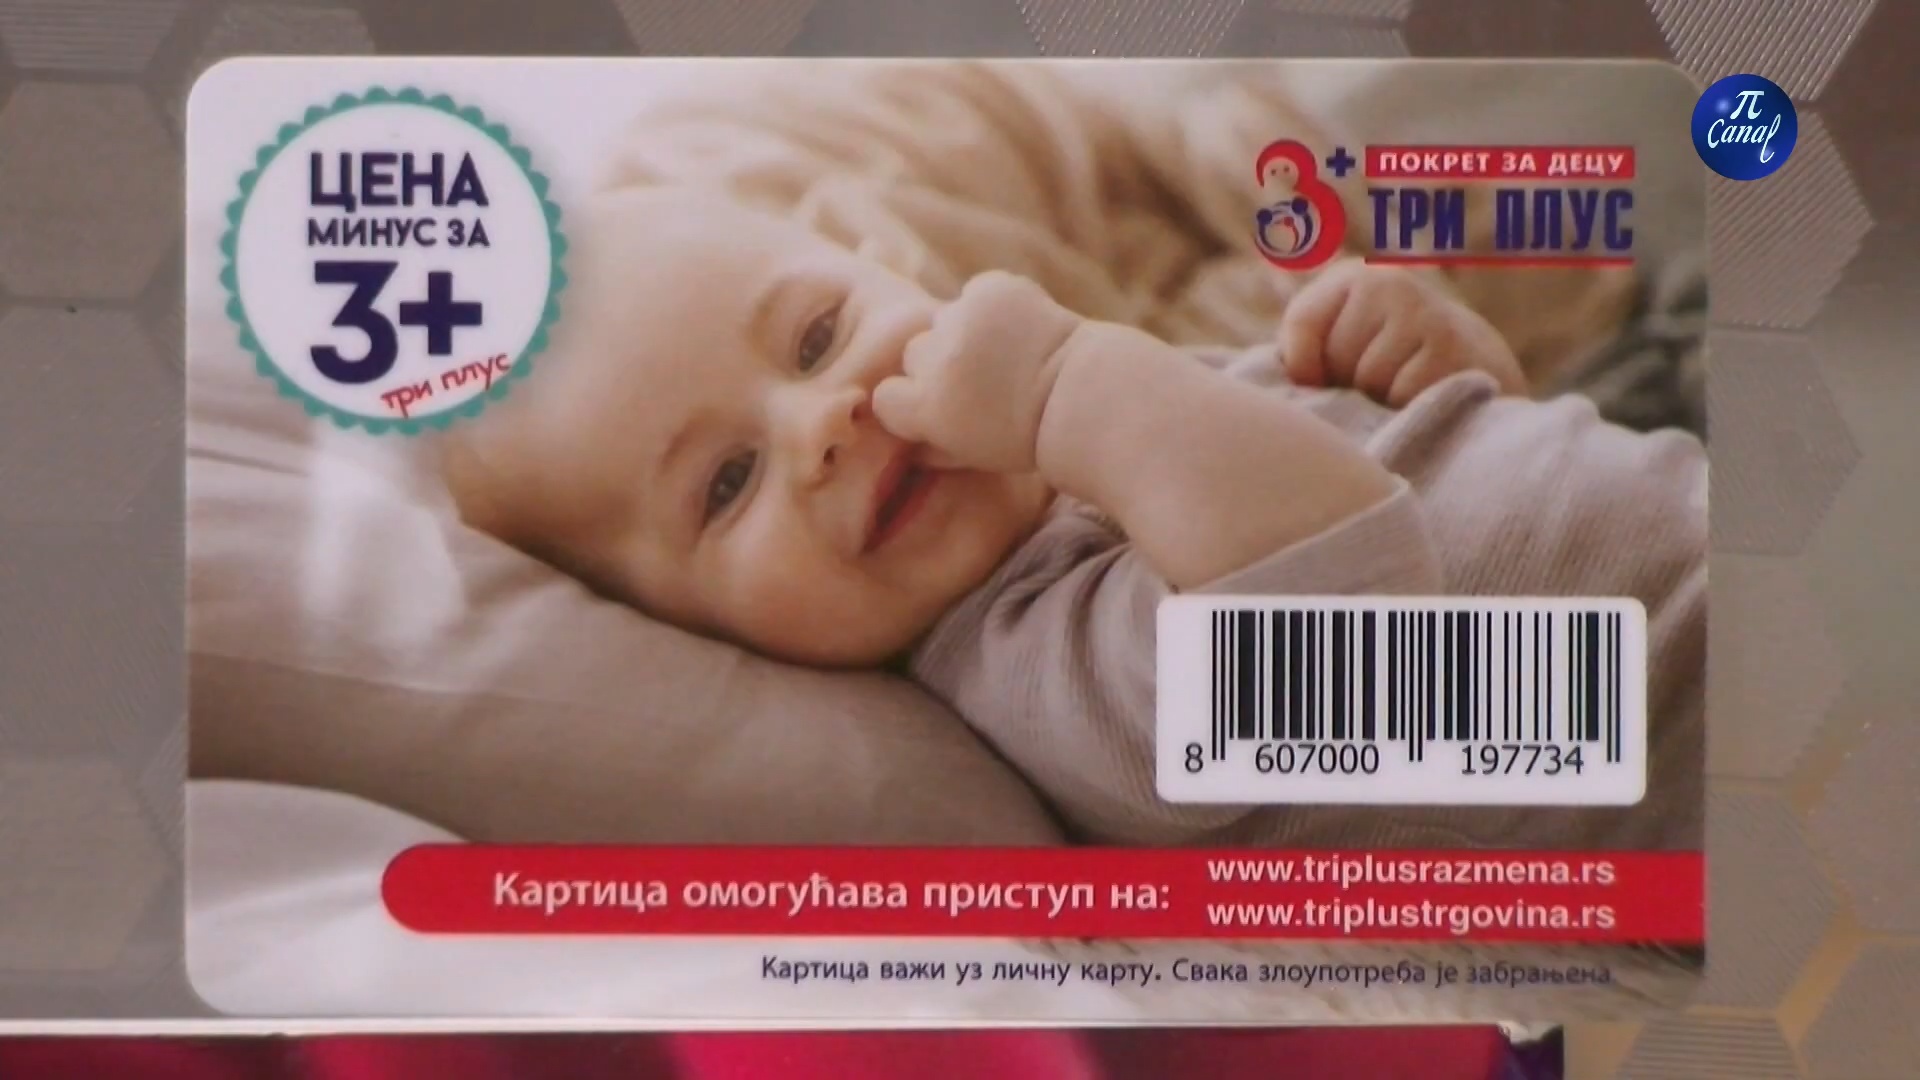 ЦЕНА
МИНУС ЗА
3+
три плус
3+
ПОКРЕТ ЗА ДЕЦУ
ТРИ ПЛУС
π
Canal
8 607000 197734
Картица омогућава приступ на:
www.triplusrazmena.rs
www.triplustrgovina.rs
Картица важи уз личну карту. Свака злоупотреба је забрањена.